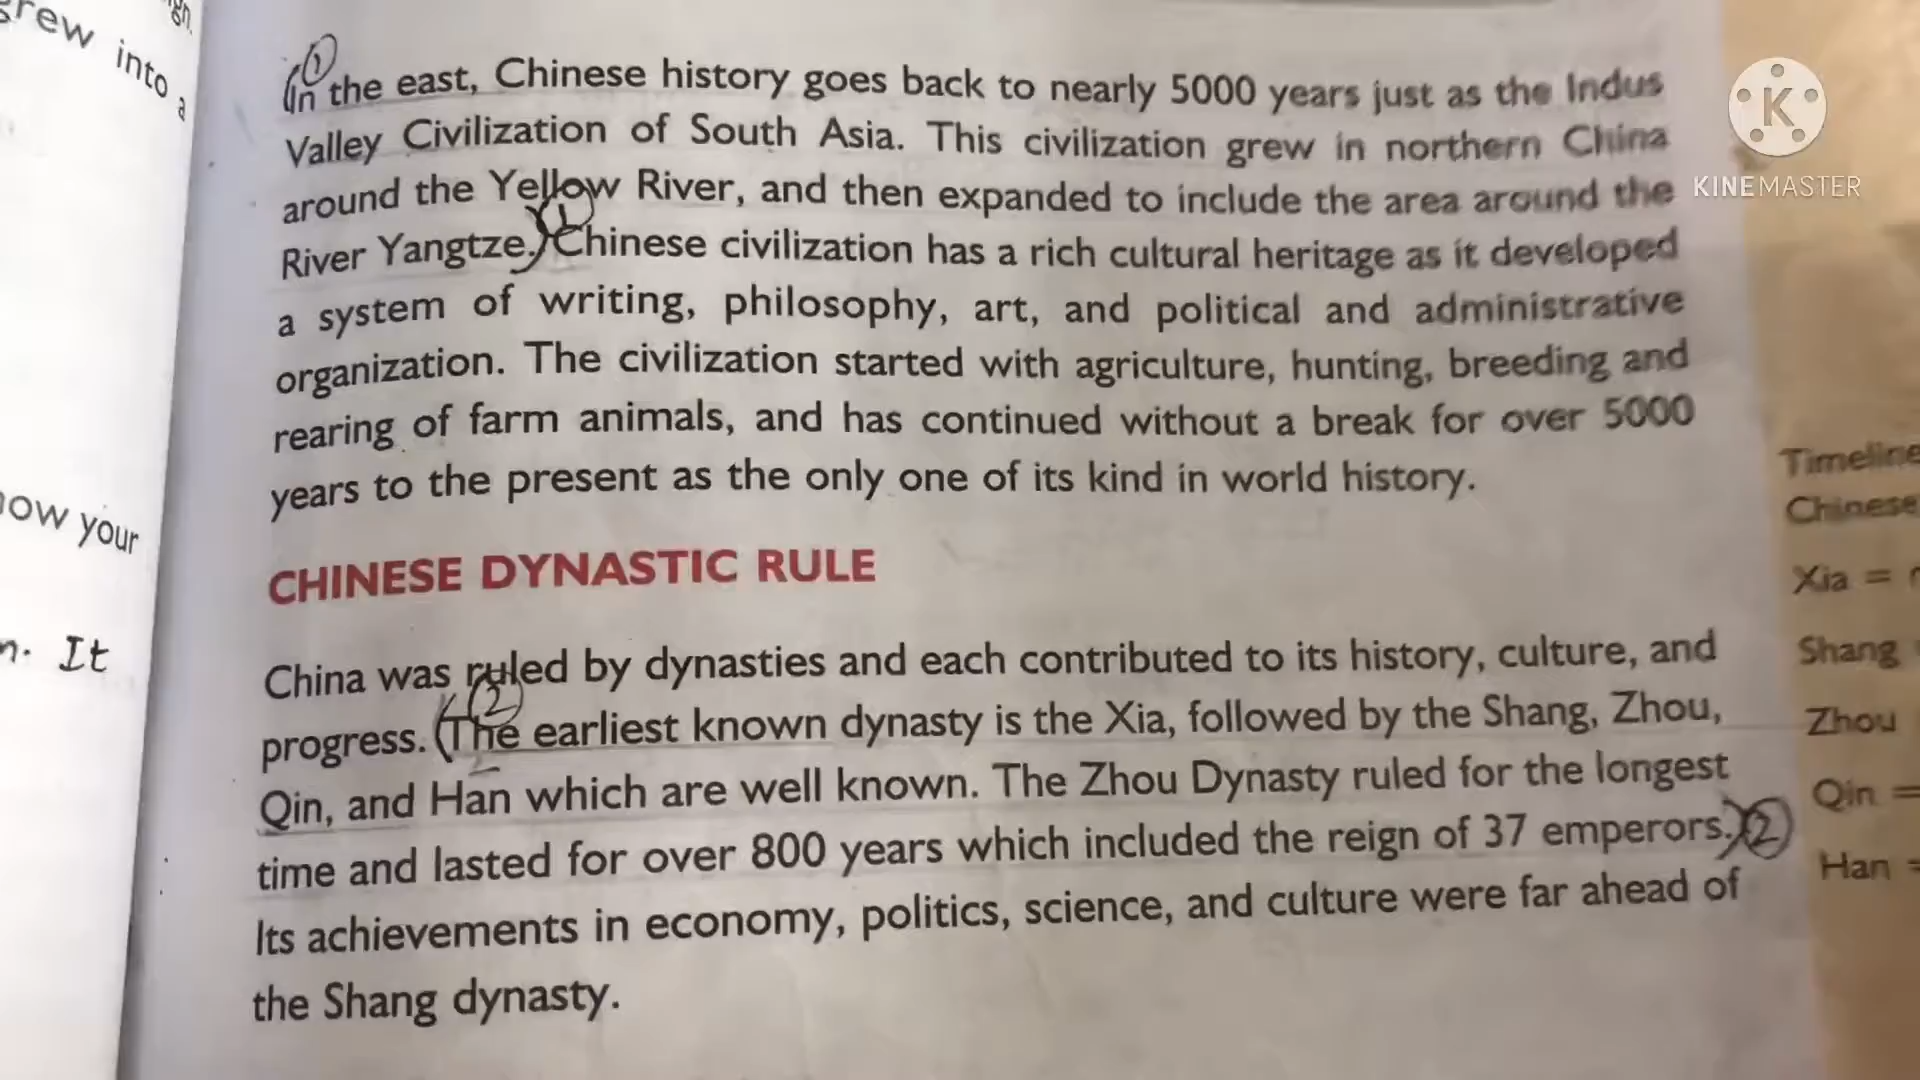 grew into a
now your
It
① (In the east, Chinese history goes back to nearly 5000 years just as the Indus
Valley Civilization of South Asia. This civilization grew in northern China
around the Yellow River, and then expanded to include the area around the
River Yangtze.) ① Chinese civilization has a rich cultural heritage as it developed
a system of writing, philosophy, art, and political and administrative
organization. The civilization started with agriculture, hunting, breeding and
rearing of farm animals, and has continued without a break for over 5000
years to the present as the only one of its kind in world history.
CHINESE DYNASTIC RULE
China was ruled by dynasties and each contributed to its history, culture, and
progress. ② (The earliest known dynasty is the Xia, followed by the Shang, Zhou,
Qin, and Han which are well known. The Zhou Dynasty ruled for the longest
time and lasted for over 800 years which included the reign of 37 emperors.) ②
Its achievements in economy, politics, science, and culture were far ahead of
the Shang dynasty.
K
KINEMASTER
Timeline
Chinese
Xia =
Shang
Zhou
Qin =
Han =